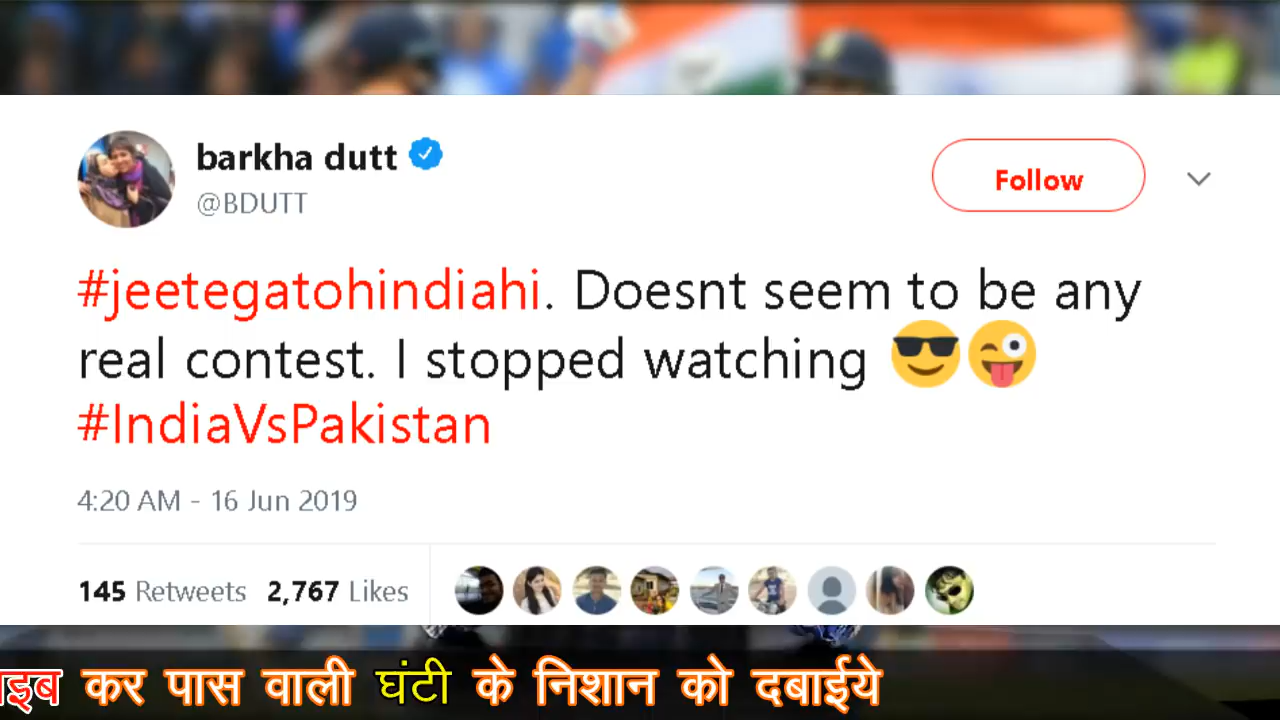 barkha dutt
@BDUTT
Follow
#jeetegatohindiahi. Doesnt seem to be any
real contest. I stopped watching 😎😜
#IndiaVsPakistan
4:20 AM - 16 Jun 2019
145 Retweets 2,767 Likes
कर पास वाली घंटी के निशान को दबाईये